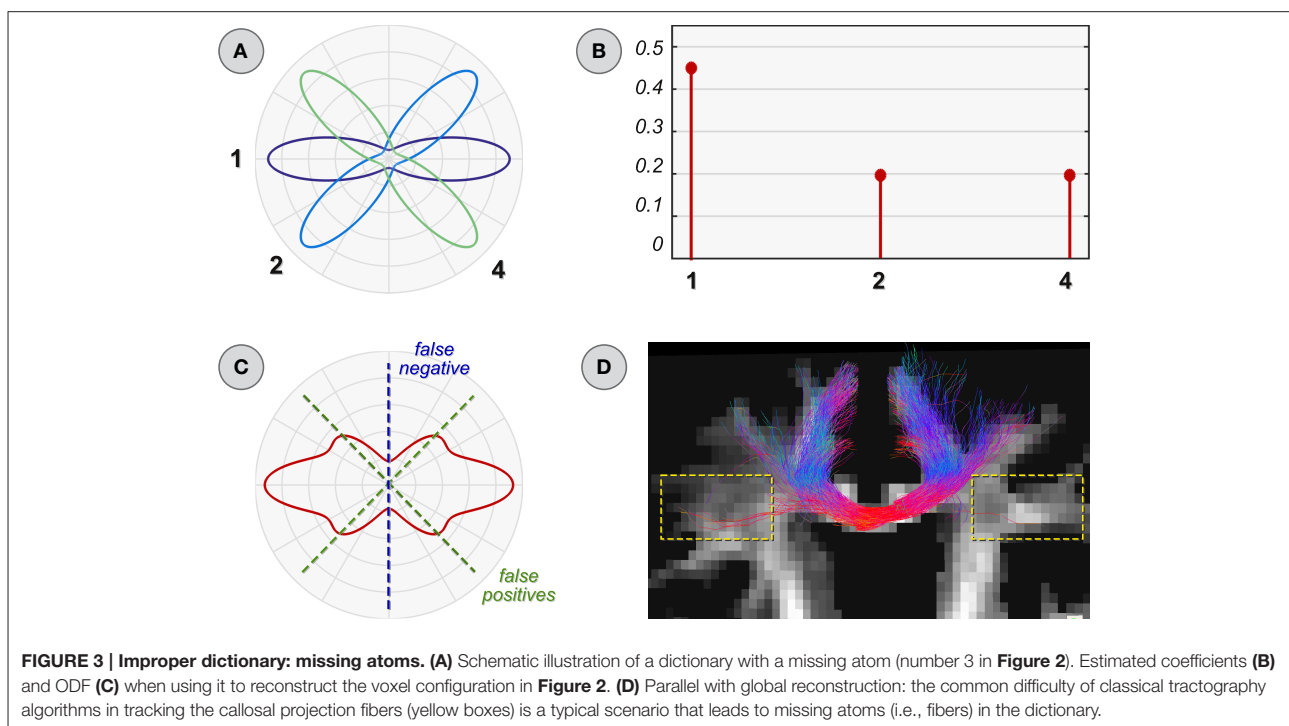 A
1
2
4
B
0.5
0.4
0.3
0.2
0.1
0
1
2
4
C
false
negative
false
positives
D
FIGURE 3 | Improper dictionary: missing atoms. (A) Schematic illustration of a dictionary with a missing atom (number 3 in Figure 2). Estimated coefficients (B)
and ODF (C) when using it to reconstruct the voxel configuration in Figure 2. (D) Parallel with global reconstruction: the common difficulty of classical tractography
algorithms in tracking the callosal projection fibers (yellow boxes) is a typical scenario that leads to missing atoms (i.e., fibers) in the dictionary.